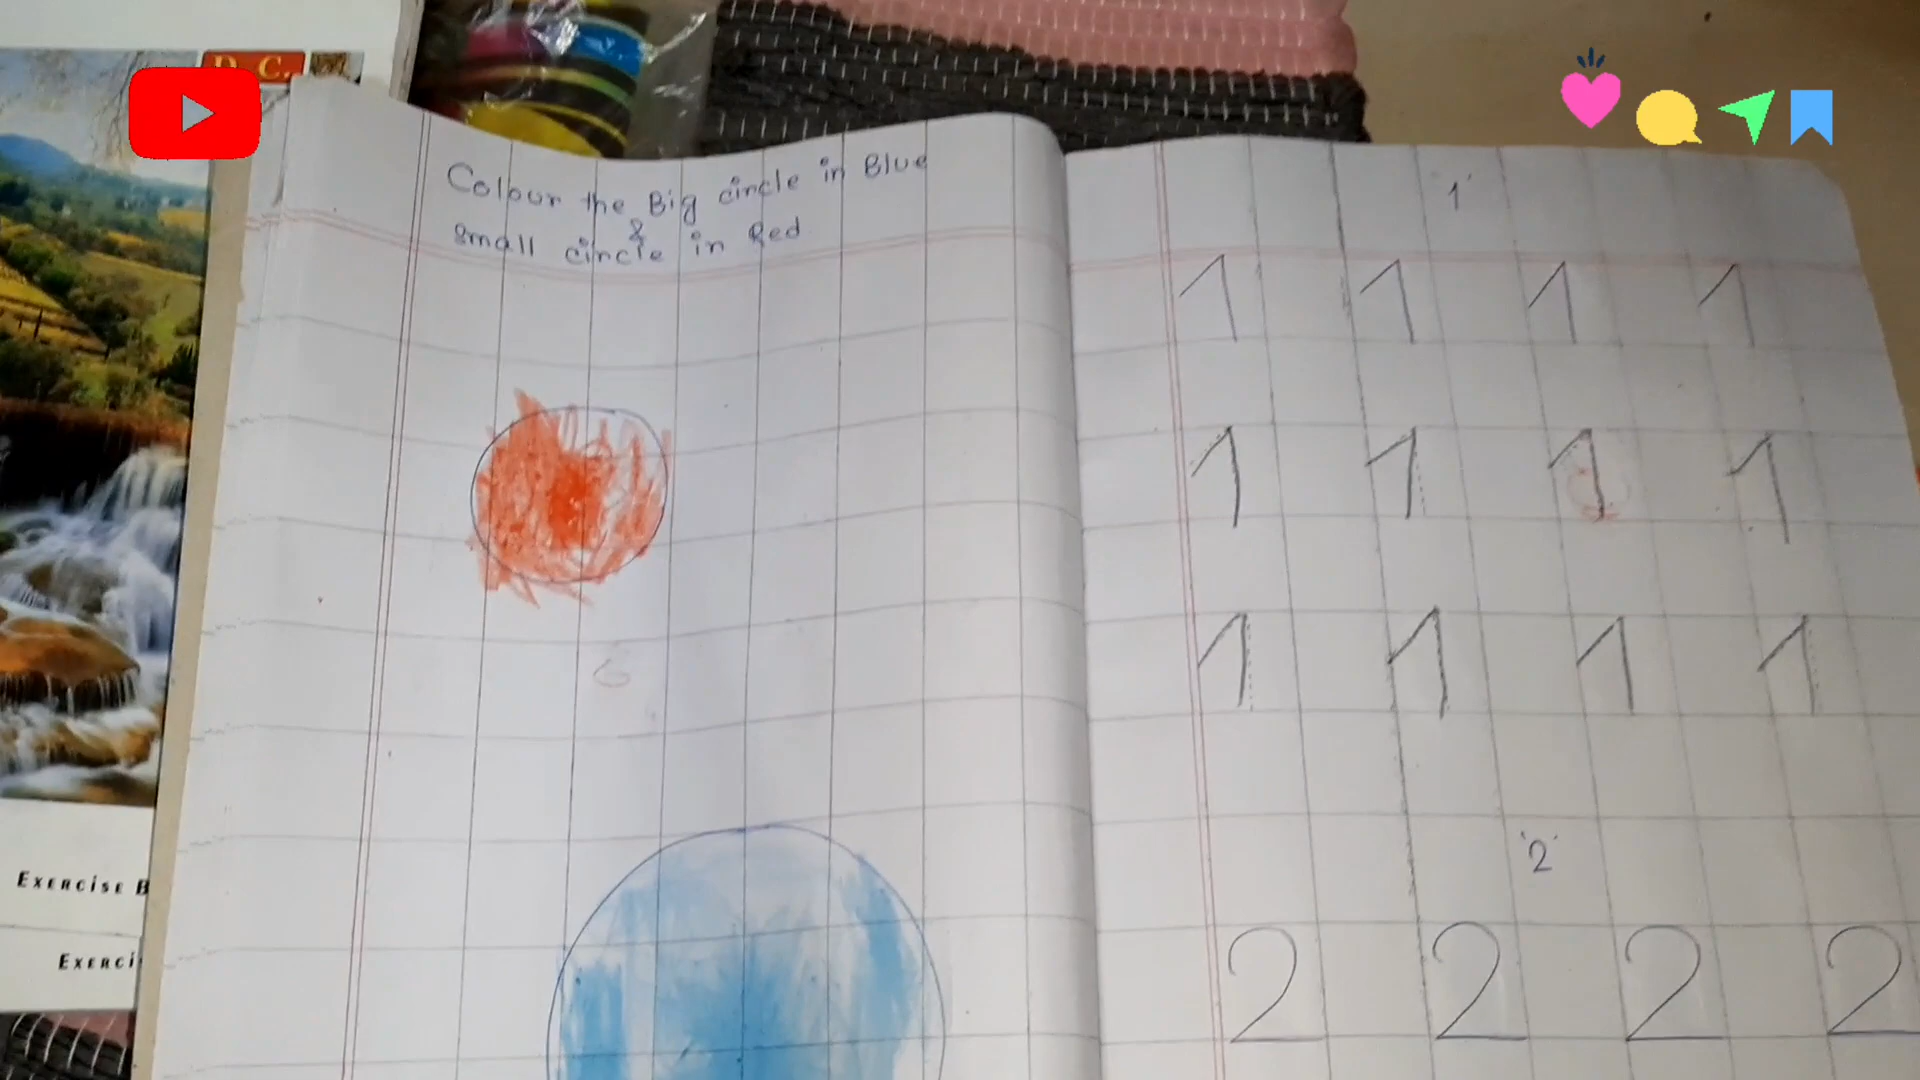 D. C.
Colour the Big circle in Blue
&
small circle in Red
6
Exercise B
Exerci
'1'
1 1 1 1
1 1 1 1
1 1 1 1
'2'
2 2 2 2